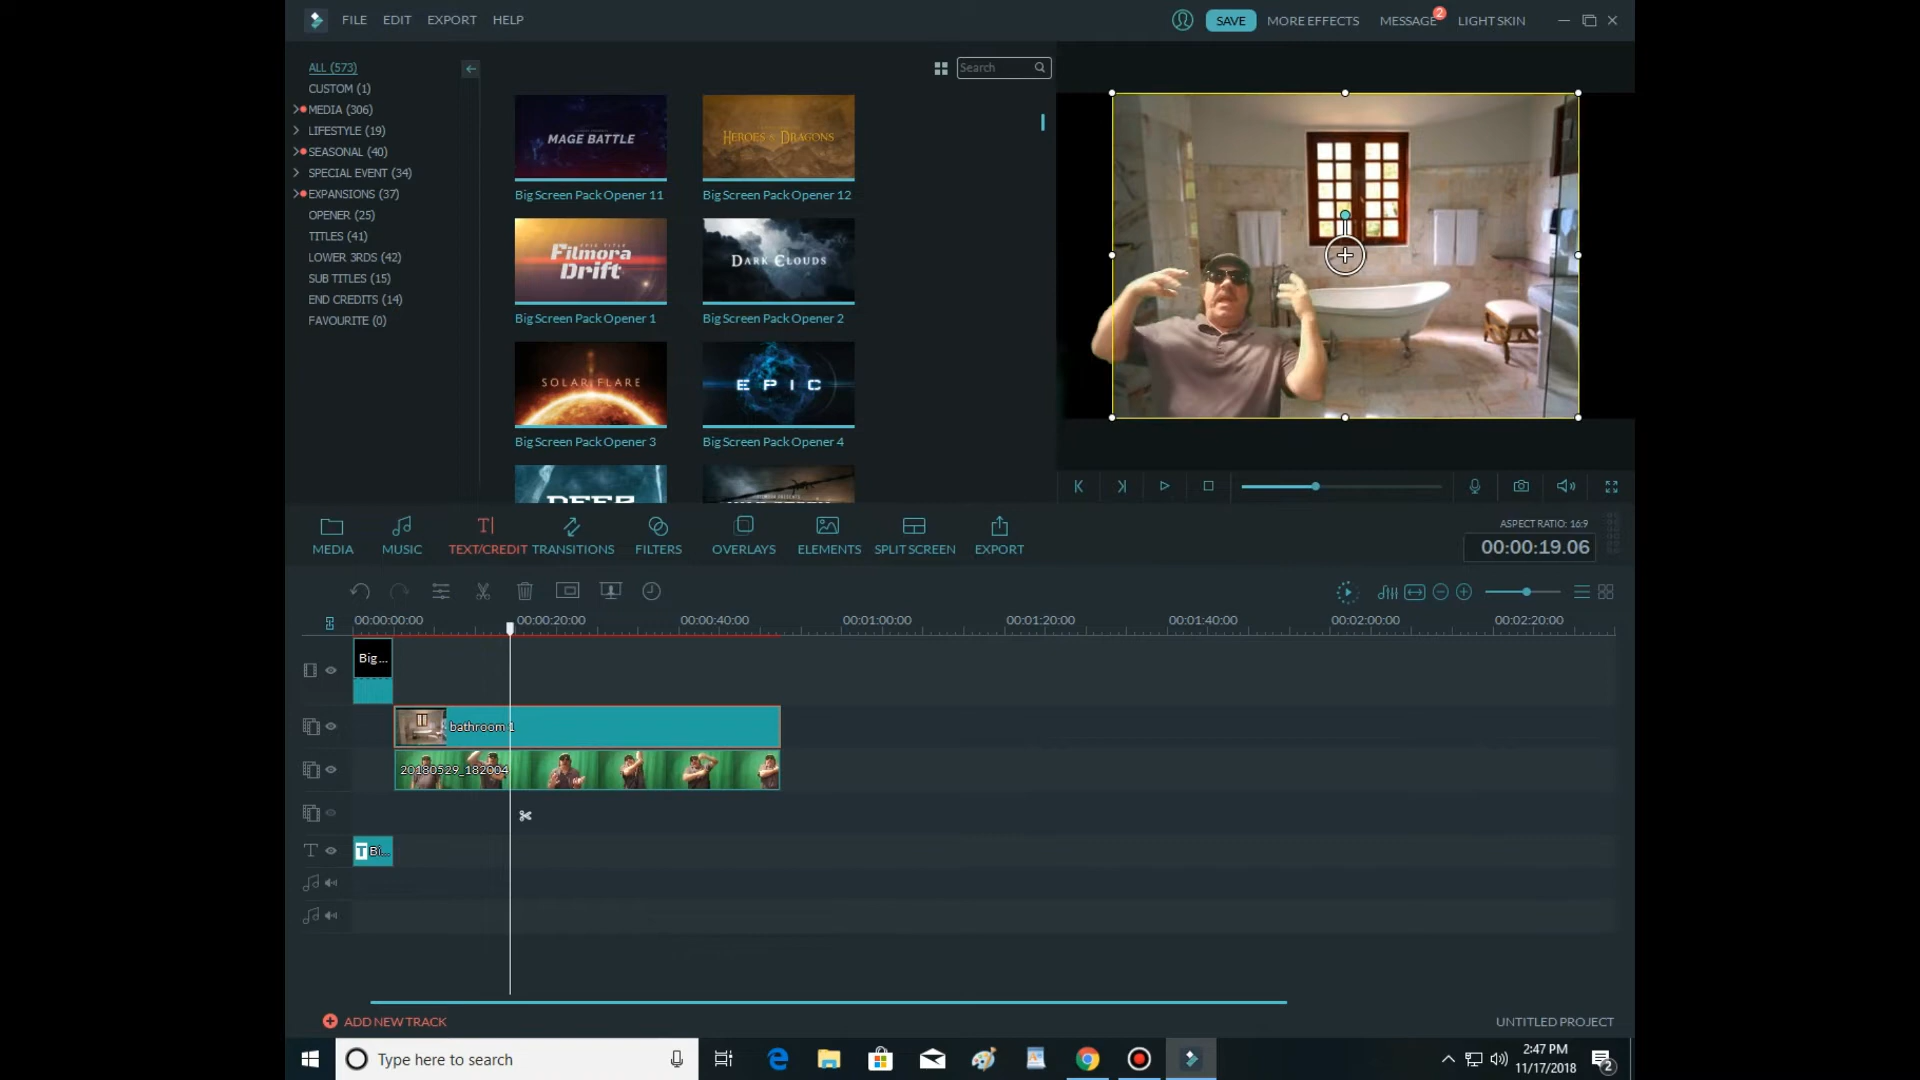 FILE EDIT EXPORT HELP
SAVE MORE EFFECTS MESSAGE 2 LIGHT SKIN
ALL (573)
CUSTOM (1)
MEDIA (306)
LIFESTYLE (19)
SEASONAL (40)
SPECIAL EVENT (34)
EXPANSIONS (37)
OPENER (25)
TITLES (41)
LOWER 3RDS (42)
SUB TITLES (15)
END CREDITS (14)
FAVOURITE (0)
Search
MAGE BATTLE
HEROES & DRAGONS
Big Screen Pack Opener 11
Big Screen Pack Opener 12
EPIC TITLE
Filmora
Drift
DARK CLOUDS
Big Screen Pack Opener 1
Big Screen Pack Opener 2
SOLAR FLARE
EPIC
Big Screen Pack Opener 3
Big Screen Pack Opener 4
MEDIA MUSIC TEXT/CREDIT TRANSITIONS FILTERS OVERLAYS ELEMENTS SPLIT SCREEN EXPORT
ASPECT RATIO: 16:9
00:00:19.06
00:00:00:00 00:00:20:00 00:00:40:00 00:01:00:00 00:01:20:00 00:01:40:00 00:02:00:00 00:02:20:00
Big...
bathroom 1
20180529_182004
T Bi...
ADD NEW TRACK
UNTITLED PROJECT
Type here to search
2:47 PM
11/17/2018
2